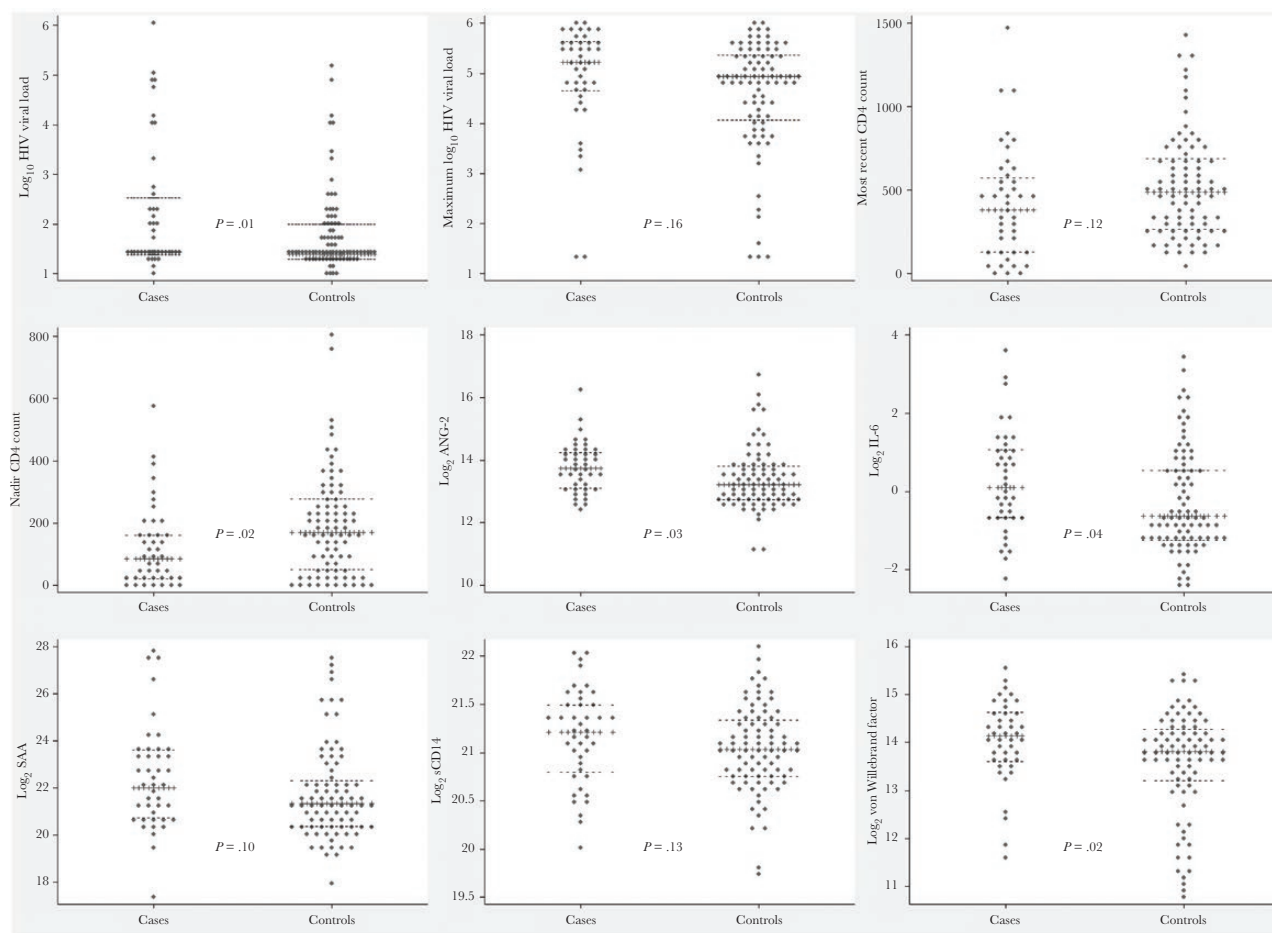 Log10 HIV viral load
6
5
4
3
2
1
P = .01
Cases Controls
Maximum log10 HIV viral load
6
5
4
3
2
1
P = .16
Cases Controls
Most recent CD4 count
1500
1000
500
0
P = .12
Cases Controls
Nadir CD4 count
800
600
400
200
0
P = .02
Cases Controls
Log2 ANG-2
18
16
14
12
10
P = .03
Cases Controls
Log2 IL-6
4
2
0
–2
P = .04
Cases Controls
Log2 SAA
28
26
24
22
20
18
P = .10
Cases Controls
Log2 sCD14
22
21.5
21
20.5
20
19.5
P = .13
Cases Controls
Log2 von Willebrand factor
16
15
14
13
12
11
P = .02
Cases Controls